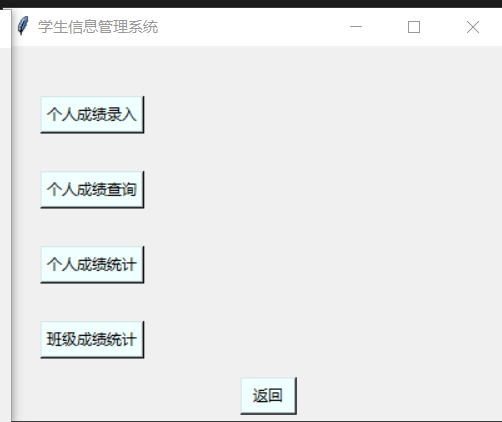 学生信息管理系统
个人成绩录入
个人成绩查询
个人成绩统计
班级成绩统计
返回